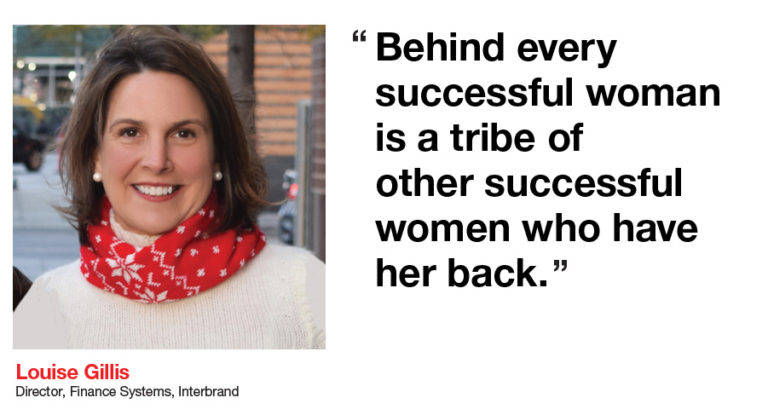 “Behind every
successful woman
is a tribe of
other successful
women who have
her back.”
Louise Gillis
Director, Finance Systems, Interbrand